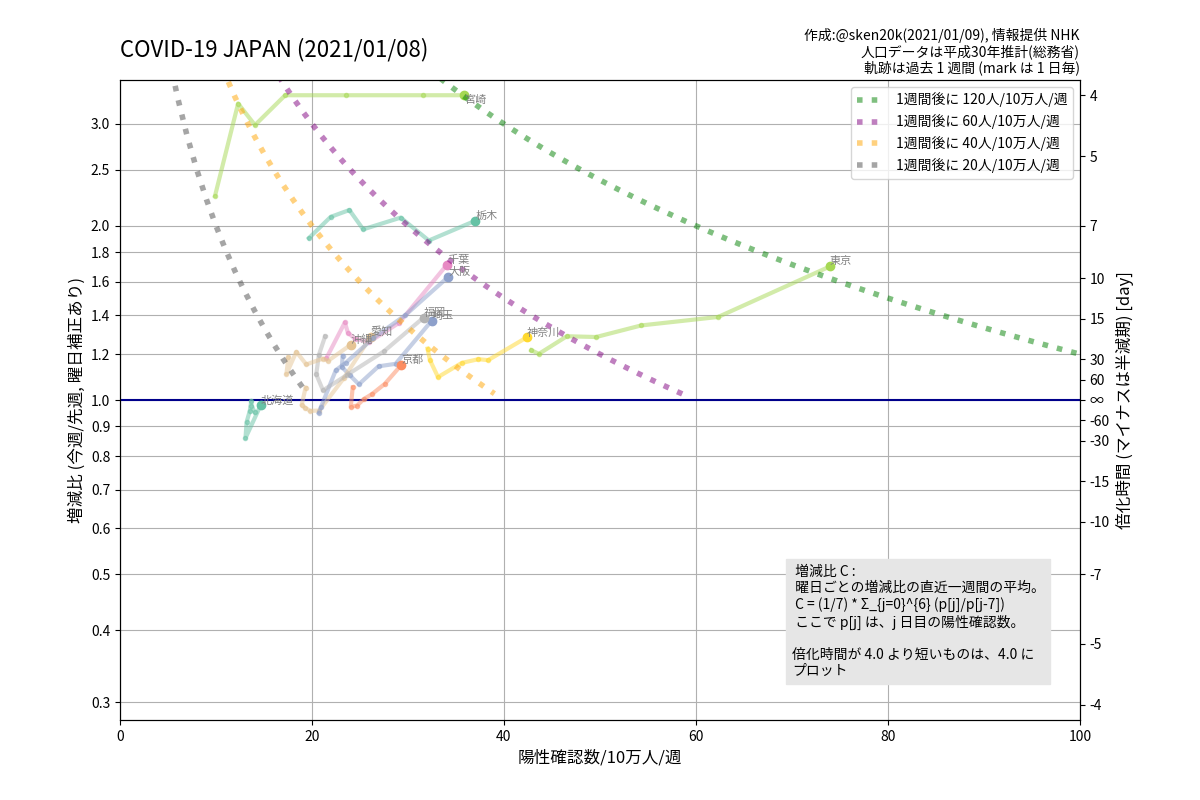 COVID-19 JAPAN (2021/01/08)
作成:@sken20k(2021/01/09), 情報提供 NHK
人口データは平成30年推計(総務省)
軌跡は過去 1 週間 (mark は 1 日毎)
1週間後に 120人/10万人/週
1週間後に 60人/10万人/週
1週間後に 40人/10万人/週
1週間後に 20人/10万人/週
増減比 (今週/先週, 曜日補正あり)
3.0
2.5
2.0
1.8
1.6
1.4
1.2
1.0
0.9
0.8
0.7
0.6
0.5
0.4
0.3
宮崎
栃木
千葉
大阪
東京
福岡
埼玉
愛知
沖縄
神奈川
京都
北海道
4
5
7
10
15
30
60
∞
-60
-30
-15
-10
-7
-5
-4
倍化時間 (マイナスは半減期) [day]
増減比 C :
曜日ごとの増減比の直近一週間の平均。
C = (1/7) * Σ_{j=0}^{6} (p[j]/p[j-7])
ここで p[j] は、j 日目の陽性確認数。
倍化時間が 4.0 より短いものは、4.0 に
プロット
0
20
40
60
80
100
陽性確認数/10万人/週